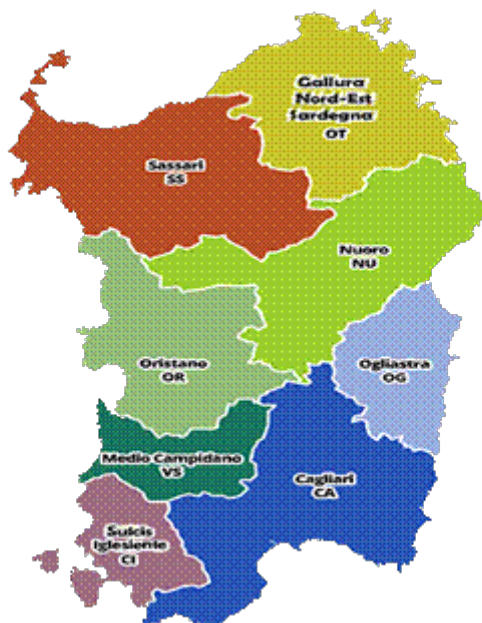 Gallura
Nord-Est
Sardegna
OT
Sassari
SS
Nuoro
NU
Oristano
OR
Ogliastra
OG
Medio Campidano
VS
Cagliari
CA
Sulcis
Iglesiente
CI